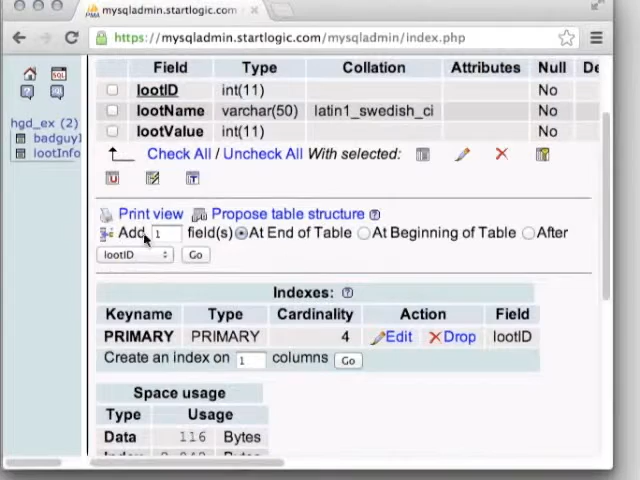 mysqladmin.startlogic.com
https://mysqladmin.startlogic.com/mysqladmin/index.php
SQL
hgd_ex (2)
badguyI
lootInfo
Field Type Collation Attributes Null De
lootID int(11) No
lootName varchar(50) latin1_swedish_ci No
lootValue int(11) No
Check All / Uncheck All With selected:
Print view Propose table structure
Add 1 field(s) At End of Table At Beginning of Table After
lootID Go
Indexes:
Keyname Type Cardinality Action Field
PRIMARY PRIMARY 4 Edit Drop lootID
Create an index on 1 columns Go
Space usage
Type Usage
Data 116 Bytes